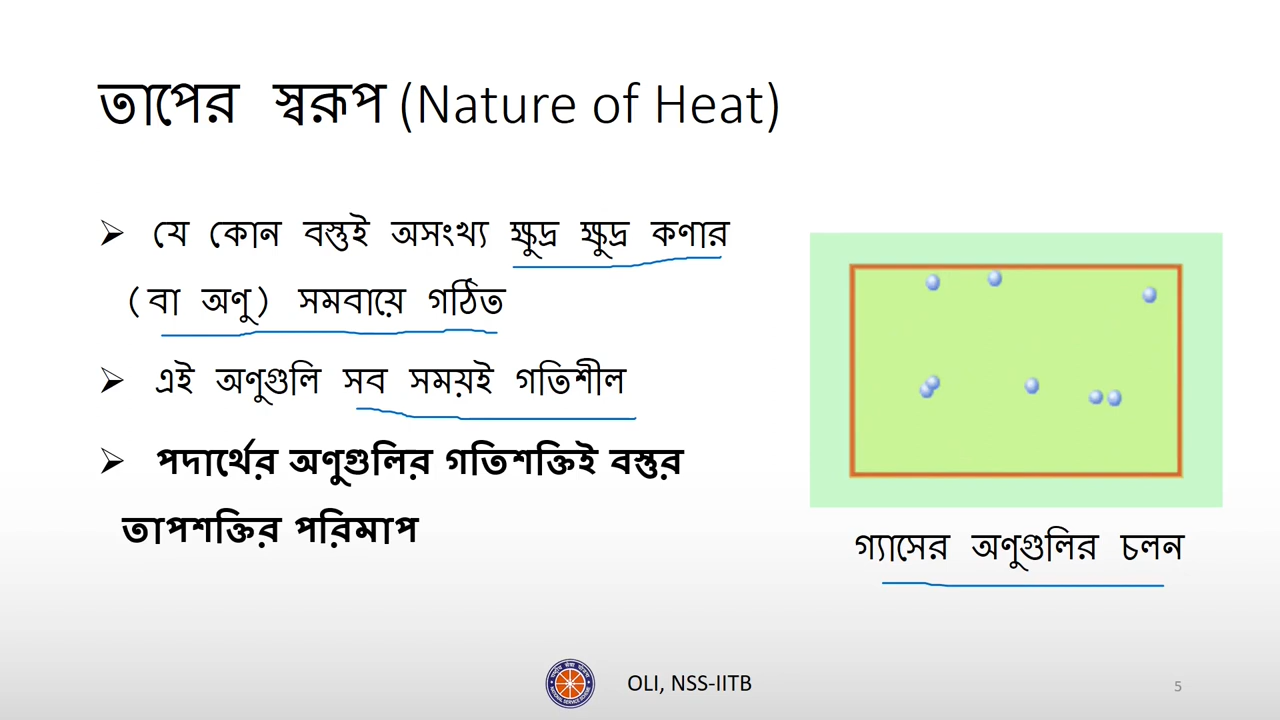 তাপের স্বরূপ (Nature of Heat)
➢ যে কোন বস্তুই অসংখ্য ক্ষুদ্র ক্ষুদ্র কণার
(বা অণু) সমবায়ে গঠিত
➢ এই অণুগুলি সব সময়ই গতিশীল
➢ পদার্থের অণুগুলির গতিশক্তিই বস্তুর
তাপশক্তির পরিমাপ
গ্যাসের অণুগুলির চলন
OLI, NSS-IITB
5